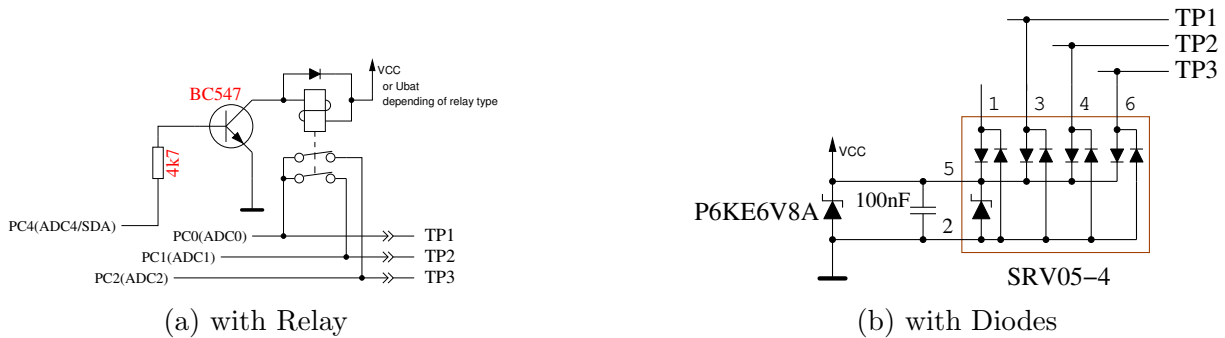 BC547
4k7
VCC
or Ubat
depending of relay type
PC4(ADC4/SDA)
PC0(ADC0)
TP1
PC1(ADC1)
TP2
PC2(ADC2)
TP3
(a) with Relay
TP1
TP2
TP3
1
3
4
6
VCC
5
P6KE6V8A
100nF
2
SRV05-4
(b) with Diodes